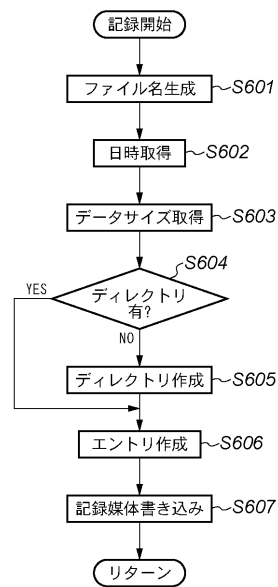 記録開始
ファイル名生成 S601
日時取得 S602
データサイズ取得 S603
S604
ディレクトリ
有?
YES
NO
ディレクトリ作成 S605
エントリ作成 S606
記録媒体書き込み S607
リターン